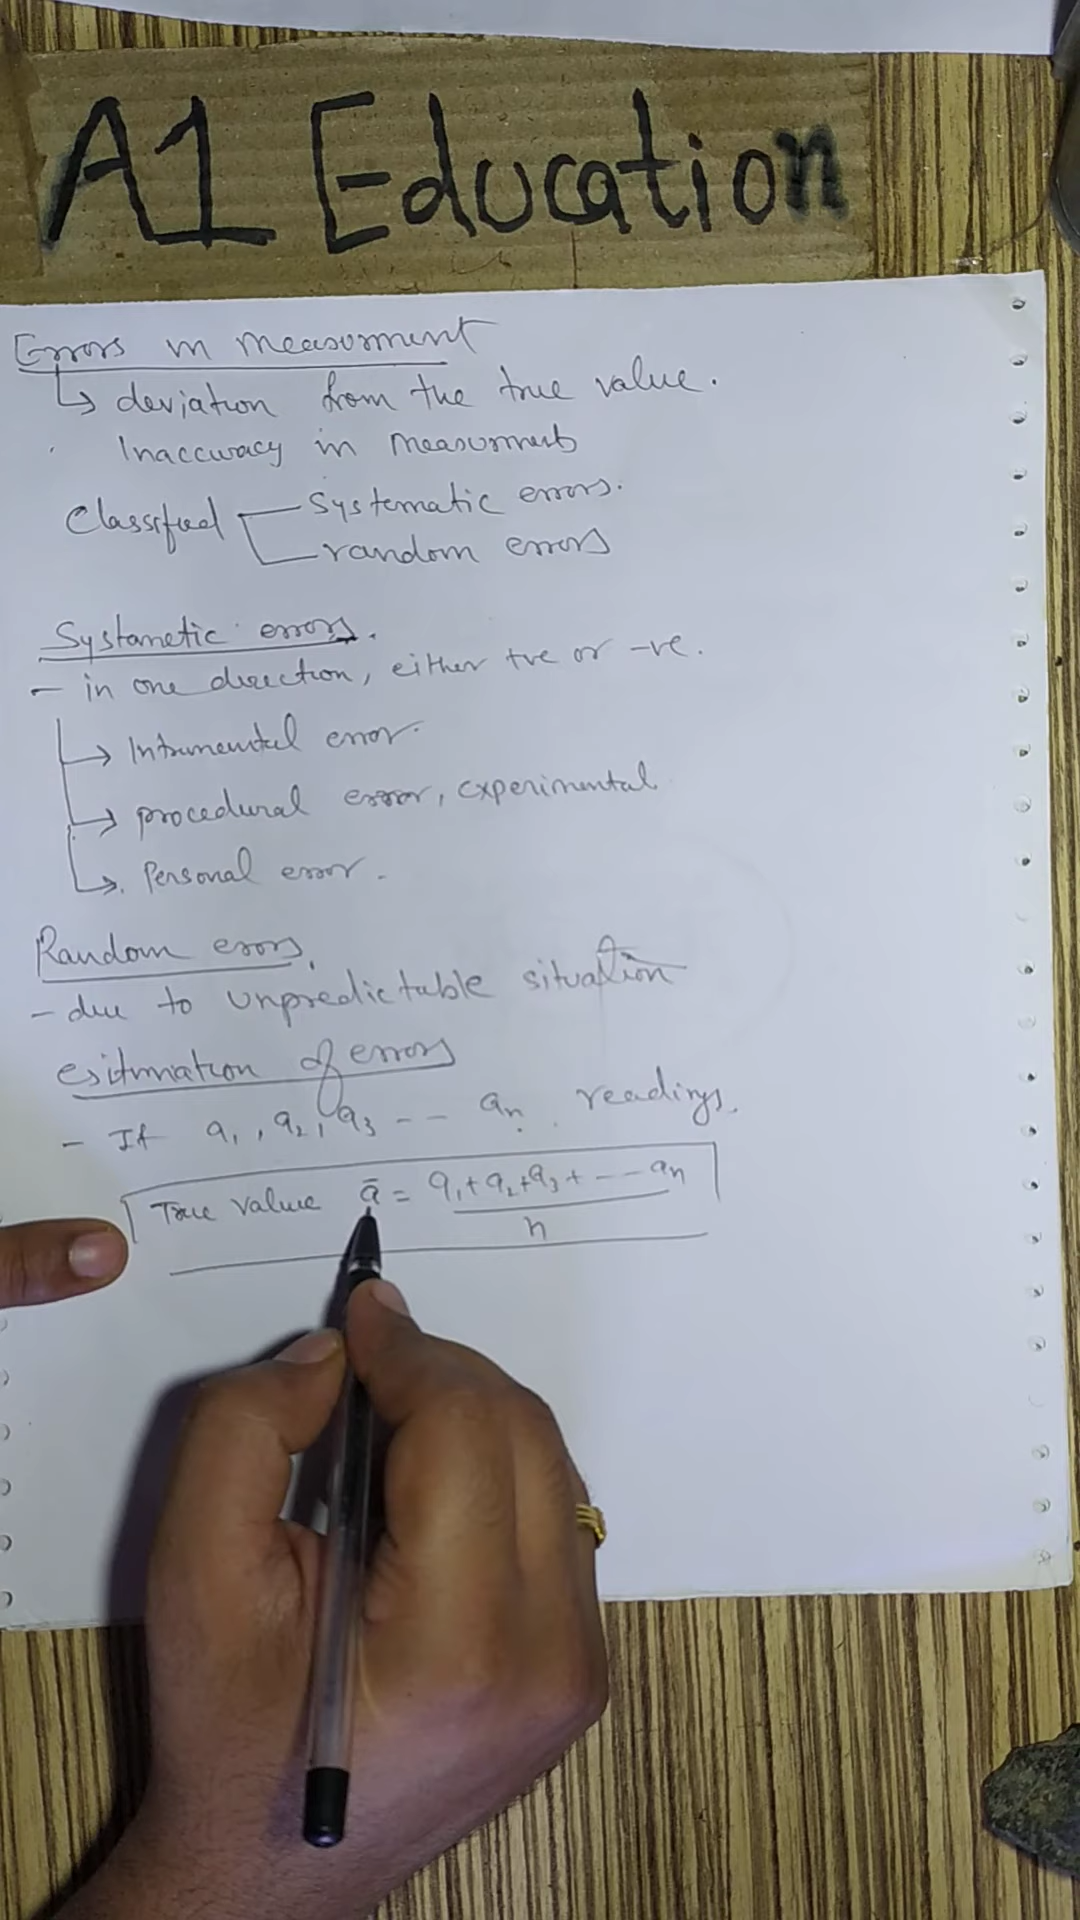 A1 Education
Errors in measurment
↳ deviation from the true value.
Inaccuracy in measurments
Classified systematic errors.
random errors
Systametic errors.
- in one direction, either +ve or -ve.
→ Intrumental error.
→ procedural error, experimental
→ Personal error.
Random erors,
- due to unpredictable situation
esitmation of errors
- If a₁, a₂, a₃ --- aₙ. readings.
True value ā = a₁+a₂+a₃+---aₙ
n